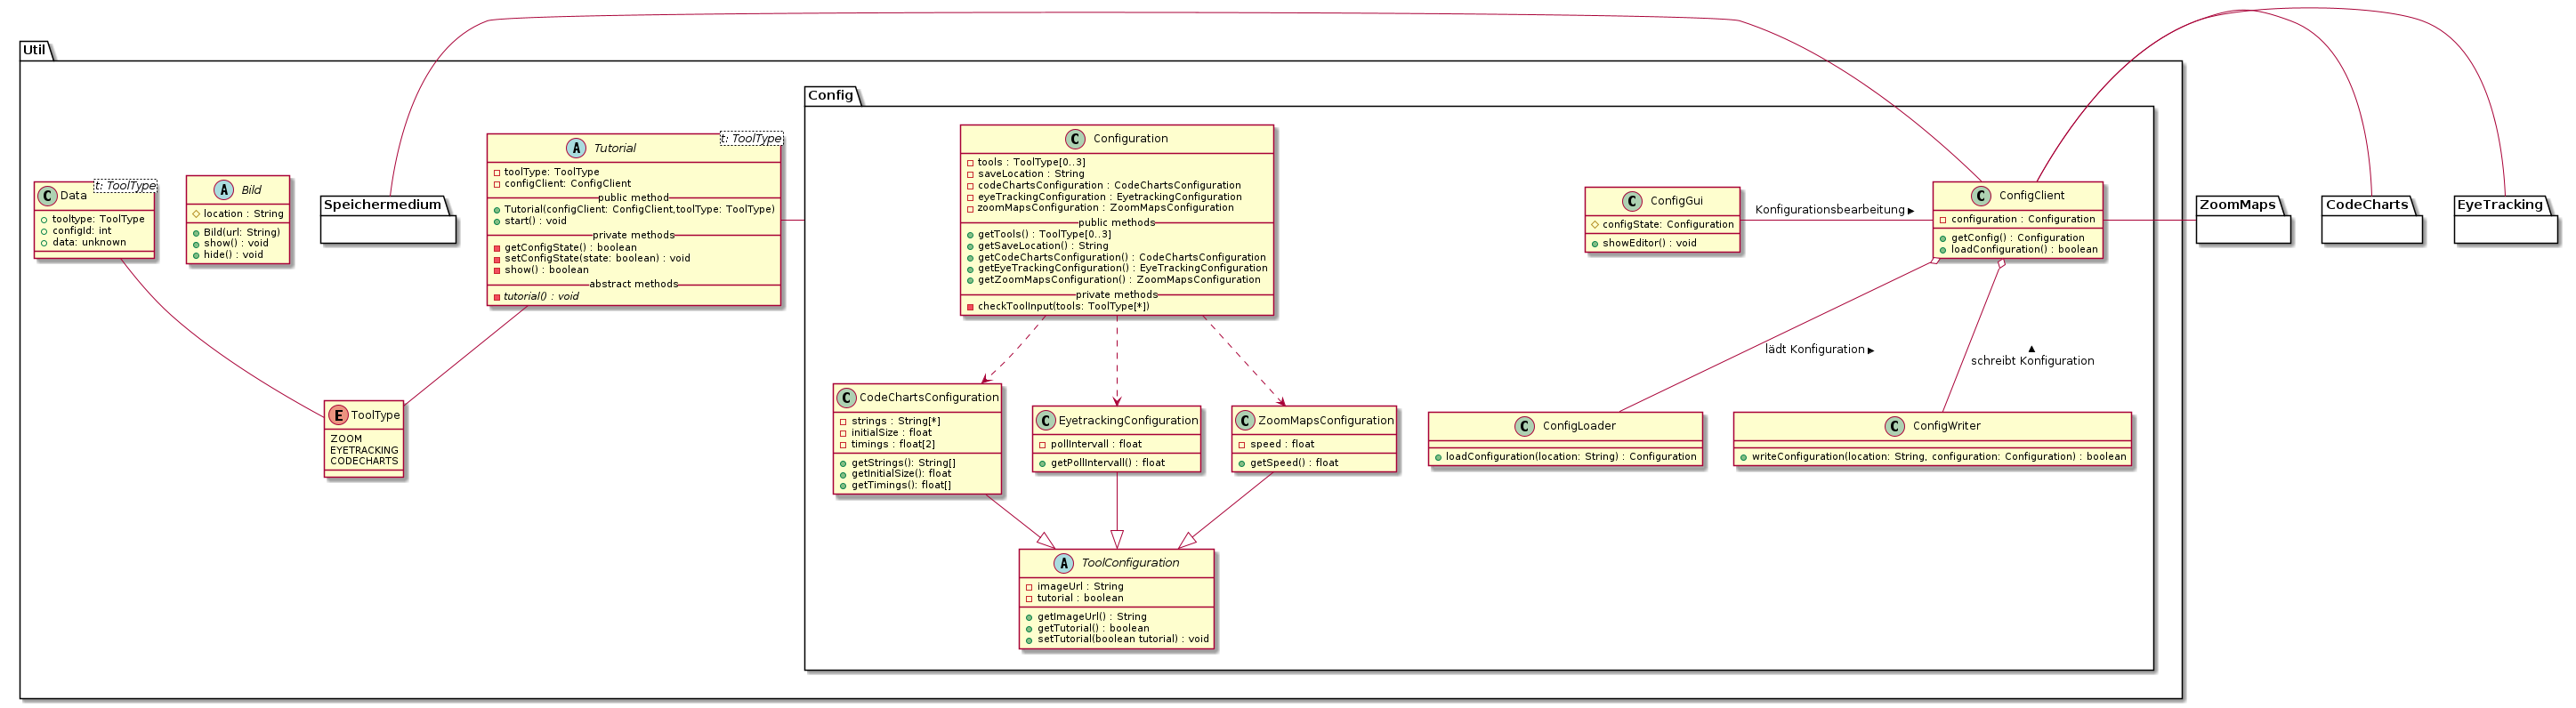 Util
Config
t: ToolType
C Data
tooltype: ToolType
configId: int
data: unknown
A Bild
location : String
Bild(url: String)
show() : void
hide() : void
Speichermedium
t: ToolType
A Tutorial
toolType: ToolType
configClient: ConfigClient
public method
Tutorial(configClient: ConfigClient,toolType: ToolType)
start() : void
private methods
getConfigState() : boolean
setConfigState(state: boolean) : void
show() : boolean
abstract methods
tutorial() : void
C Configuration
tools : ToolType[0..3]
saveLocation : String
codeChartsConfiguration : CodeChartsConfiguration
eyeTrackingConfiguration : EyetrackingConfiguration
zoomMapsConfiguration : ZoomMapsConfiguration
public methods
getTools() : ToolType[0..3]
getSaveLocation() : String
getCodeChartsConfiguration() : CodeChartsConfiguration
getEyeTrackingConfiguration() : EyeTrackingConfiguration
getZoomMapsConfiguration() : ZoomMapsConfiguration
private methods
checkToolInput(tools: ToolType[*])
C ConfigGui
configState: Configuration
showEditor() : void
Konfigurationsbearbeitung
C ConfigClient
configuration : Configuration
getConfig() : Configuration
loadConfiguration() : boolean
ZoomMaps
CodeCharts
EyeTracking
lädt Konfiguration
schreibt Konfiguration
E ToolType
ZOOM
EYETRACKING
CODECHARTS
C CodeChartsConfiguration
strings : String[*]
initialSize : float
timings : float[2]
getStrings(): String[]
getInitialSize(): float
getTimings(): float[]
C EyetrackingConfiguration
pollIntervall : float
getPollIntervall() : float
C ZoomMapsConfiguration
speed : float
getSpeed() : float
C ConfigLoader
loadConfiguration(location: String) : Configuration
C ConfigWriter
writeConfiguration(location: String, configuration: Configuration) : boolean
A ToolConfiguration
imageUrl : String
tutorial : boolean
getImageUrl() : String
getTutorial() : boolean
setTutorial(boolean tutorial) : void